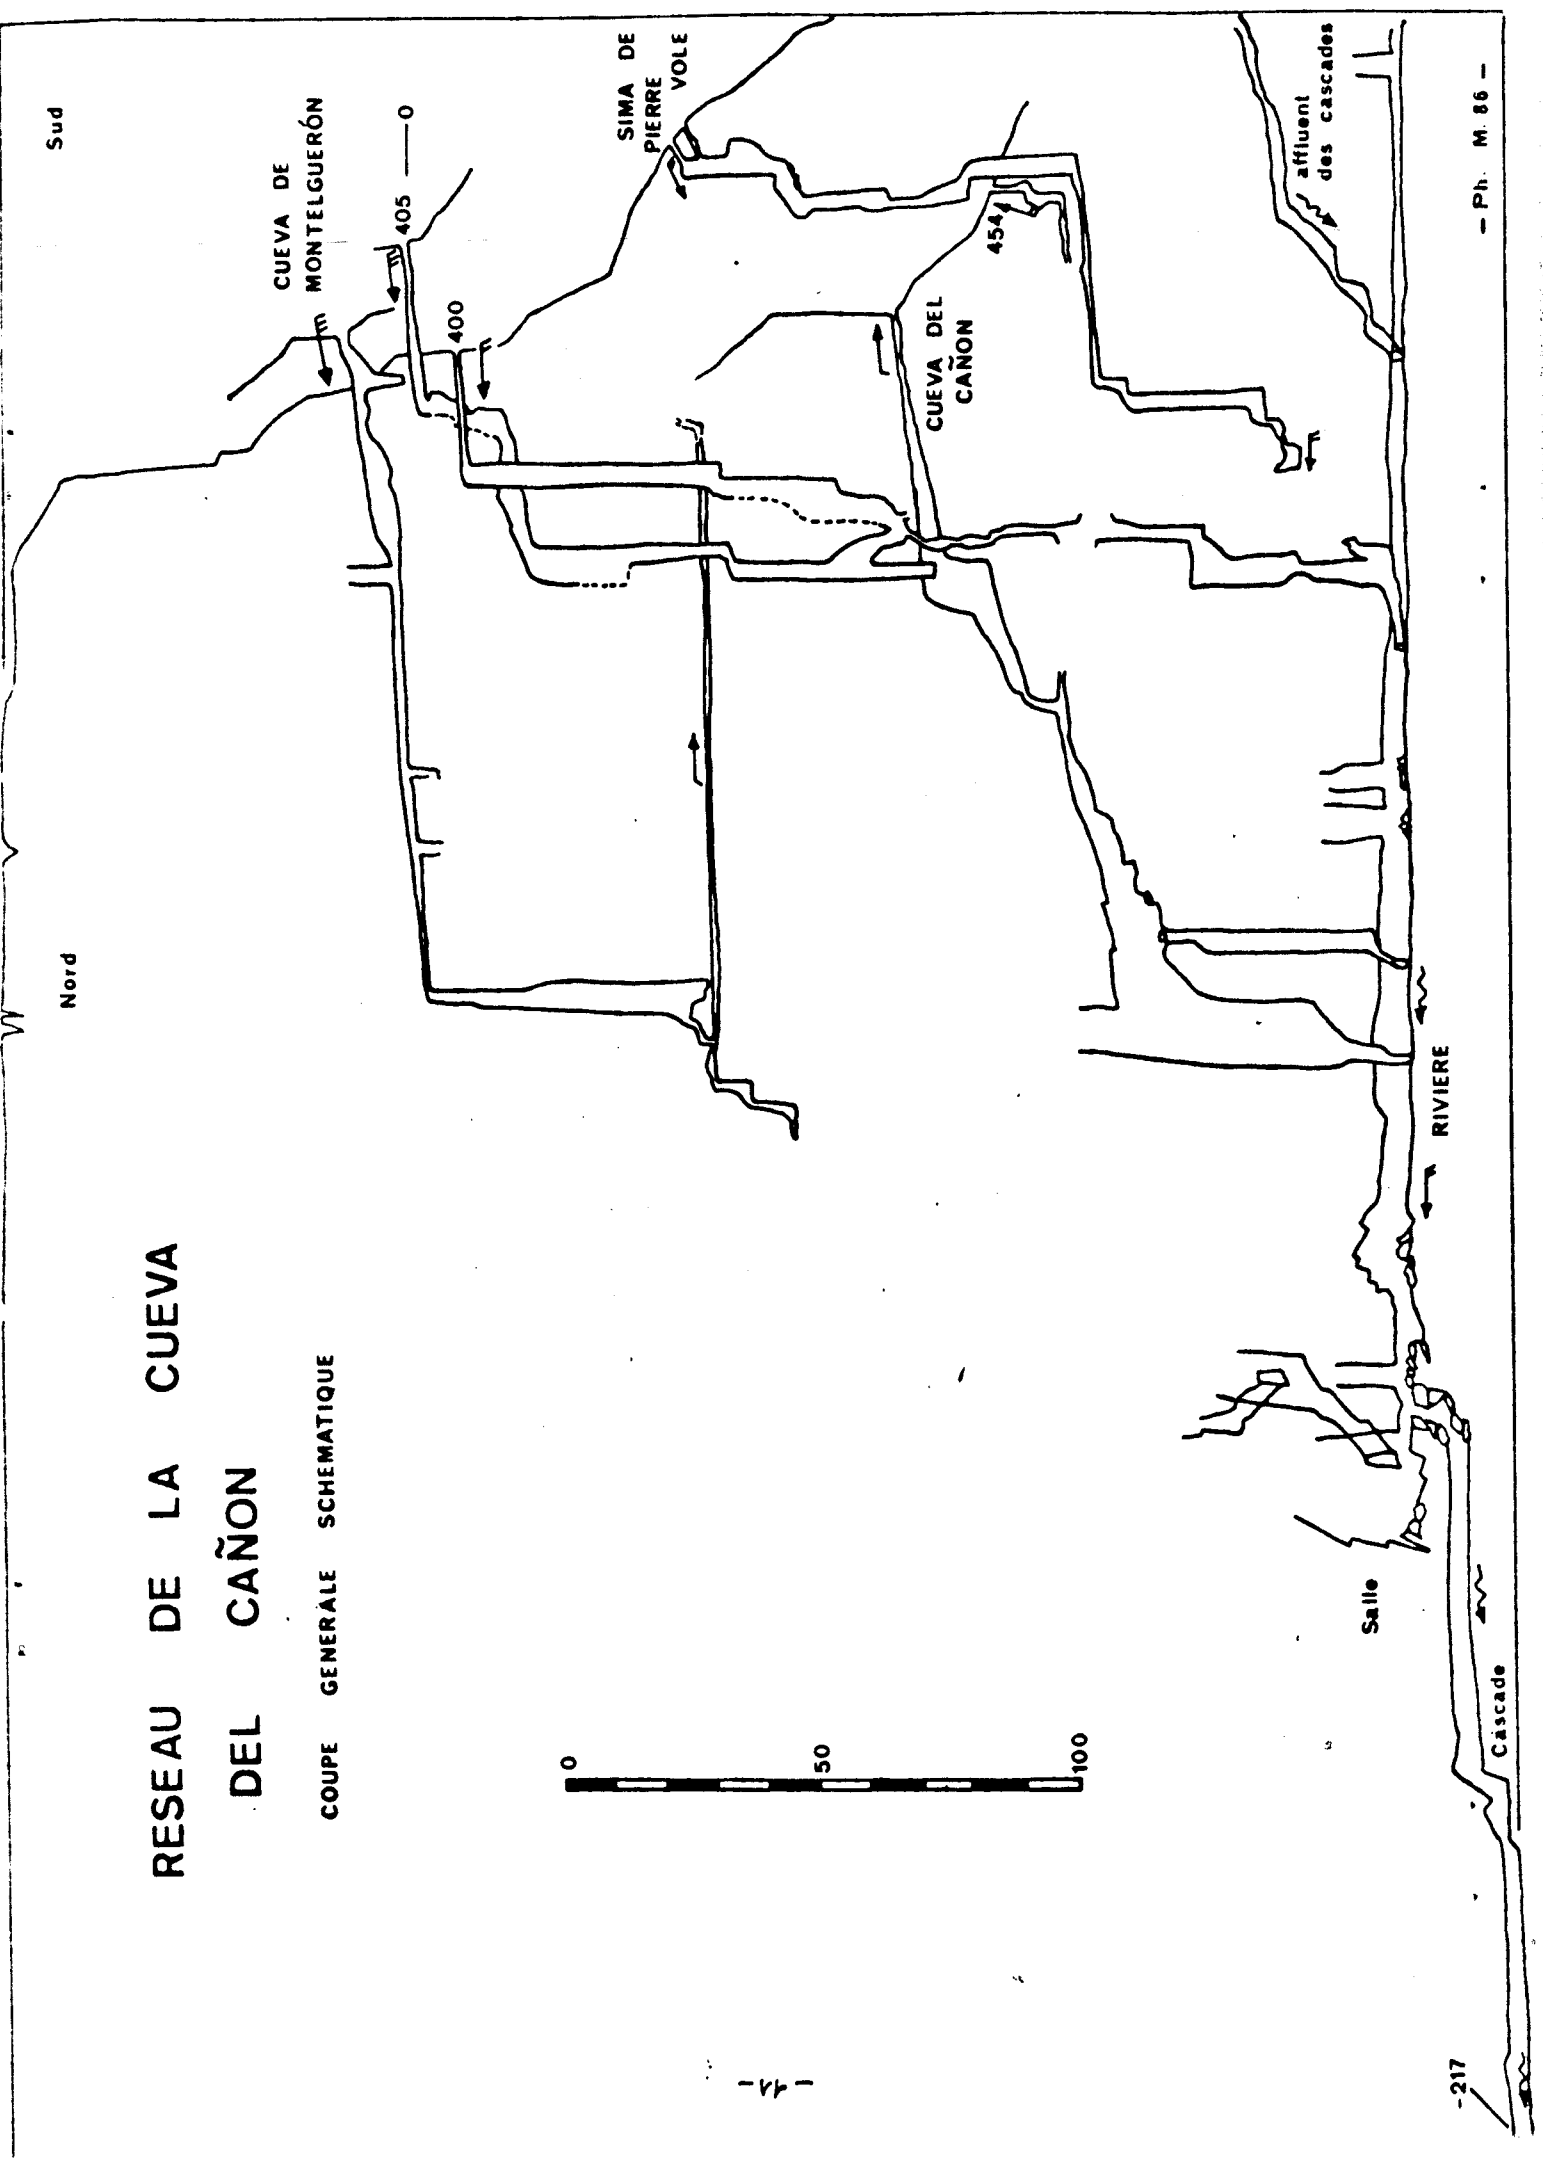 RESEAU DE LA CUEVA
DEL CAÑON
COUPE GENERALE SCHEMATIQUE
Nord
Sud
CUEVA DE
MONTELGUERÓN
405
0
400
SIMA DE
PIERRE
VOLE
454
CUEVA DEL
CAÑON
affluent
des cascades
0
50
100
RIVIERE
Salle
Cascade
-217
- Ph. M. 86 -
-11-